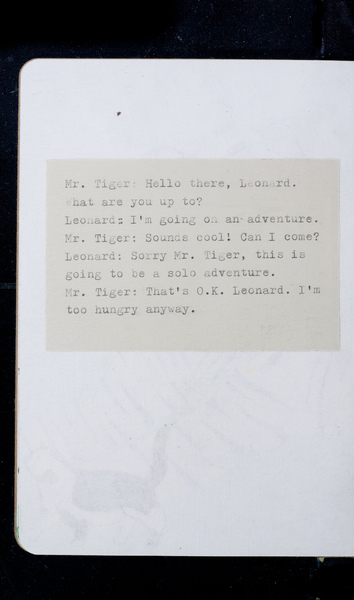 Mr. Tiger: Hello there, Leonard.
What are you up to?
Leonard: I'm going on an adventure.
Mr. Tiger: Sounds cool! Can I come?
Leonard: Sorry Mr. Tiger, this is
going to be a solo adventure.
Mr. Tiger: That's O.K. Leonard. I'm
too hungry anyway.